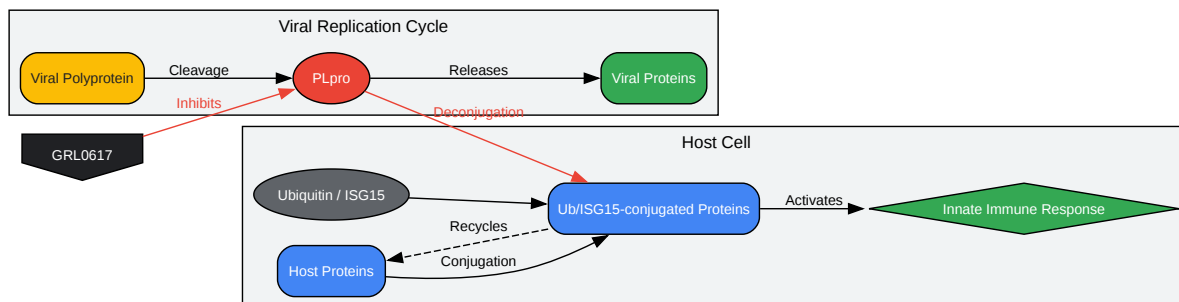 Viral Replication Cycle
Viral Polyprotein
Cleavage
PLpro
Releases
Viral Proteins
Inhibits
Deconjugation
GRL0617
Host Cell
Ubiquitin / ISG15
Ub/ISG15-conjugated Proteins
Activates
Innate Immune Response
Recycles
Conjugation
Host Proteins